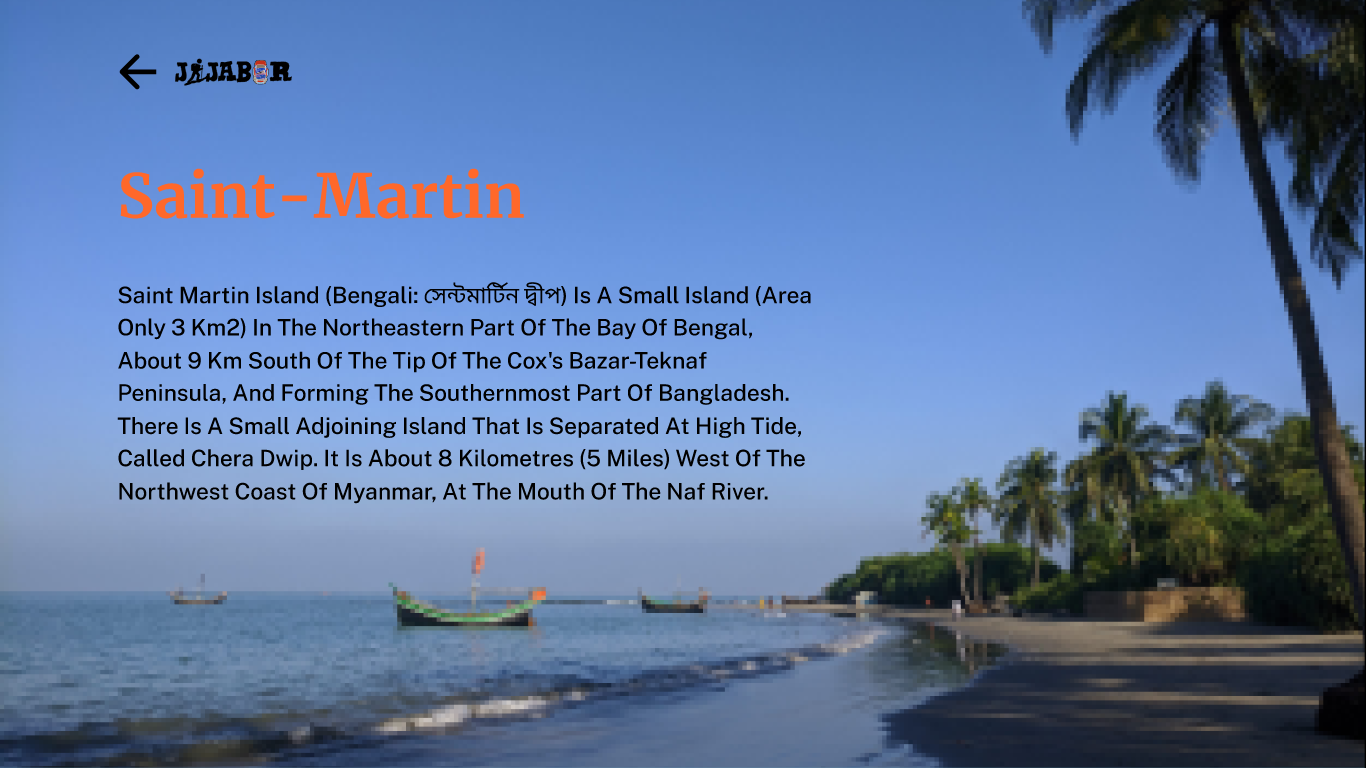 JAJABOR
Saint-Martin
Saint Martin Island (Bengali: সেন্টমার্টিন দ্বীপ) Is A Small Island (Area
Only 3 Km2) In The Northeastern Part Of The Bay Of Bengal,
About 9 Km South Of The Tip Of The Cox's Bazar-Teknaf
Peninsula, And Forming The Southernmost Part Of Bangladesh.
There Is A Small Adjoining Island That Is Separated At High Tide,
Called Chera Dwip. It Is About 8 Kilometres (5 Miles) West Of The
Northwest Coast Of Myanmar, At The Mouth Of The Naf River.